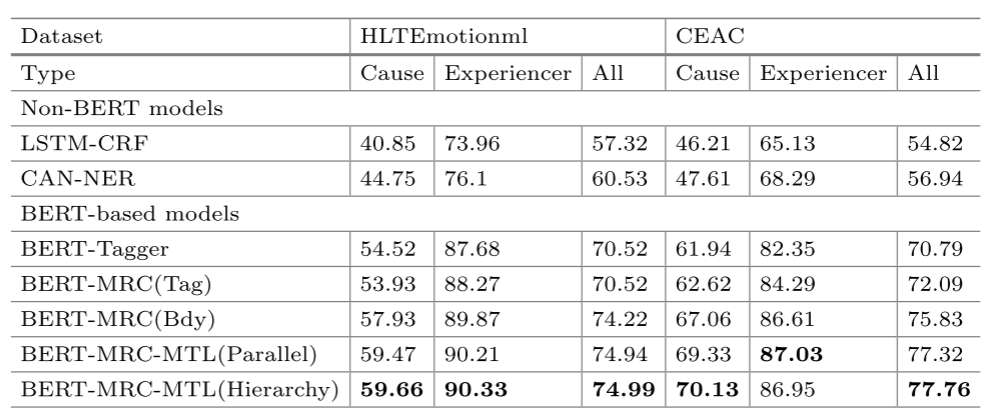 Dataset HLTEmotionml CEAC
Type Cause Experiencer All Cause Experiencer All
Non-BERT models
LSTM-CRF 40.85 73.96 57.32 46.21 65.13 54.82
CAN-NER 44.75 76.1 60.53 47.61 68.29 56.94
BERT-based models
BERT-Tagger 54.52 87.68 70.52 61.94 82.35 70.79
BERT-MRC(Tag) 53.93 88.27 70.52 62.62 84.29 72.09
BERT-MRC(Bdy) 57.93 89.87 74.22 67.06 86.61 75.83
BERT-MRC-MTL(Parallel) 59.47 90.21 74.94 69.33 87.03 77.32
BERT-MRC-MTL(Hierarchy) 59.66 90.33 74.99 70.13 86.95 77.76